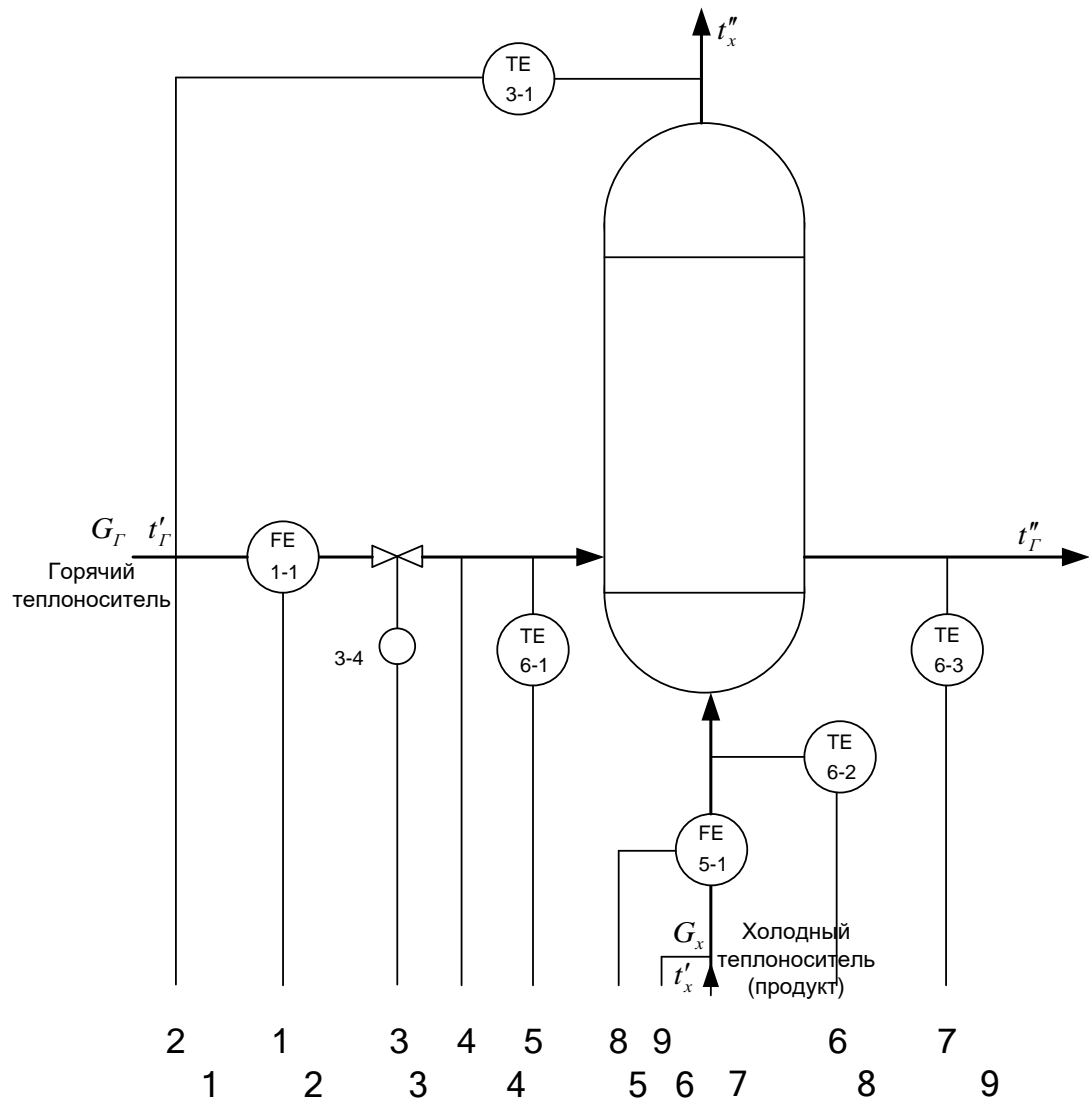 t″x
TE
3-1
GГ t′Г
t″Г
FE
1-1
Горячий
теплоноситель
TE
6-1
TE
6-3
3-4
TE
6-2
FE
5-1
Gx
Холодный
теплоноситель
(продукт)
t′x
2 1 3 4 5 8 9 6 7
1 2 3 4 5 6 7 8 9